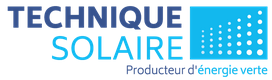 TECHNIQUE
SOLAIRE
Producteur d'énergie verte